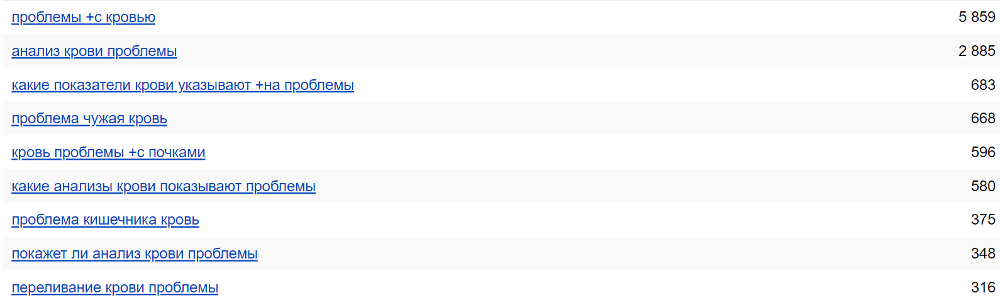 проблемы +с кровью 5 859
анализ крови проблемы 2 885
какие показатели крови указывают +на проблемы 683
проблема чужая кровь 668
кровь проблемы +с почками 596
какие анализы крови показывают проблемы 580
проблема кишечника кровь 375
покажет ли анализ крови проблемы 348
переливание крови проблемы 316